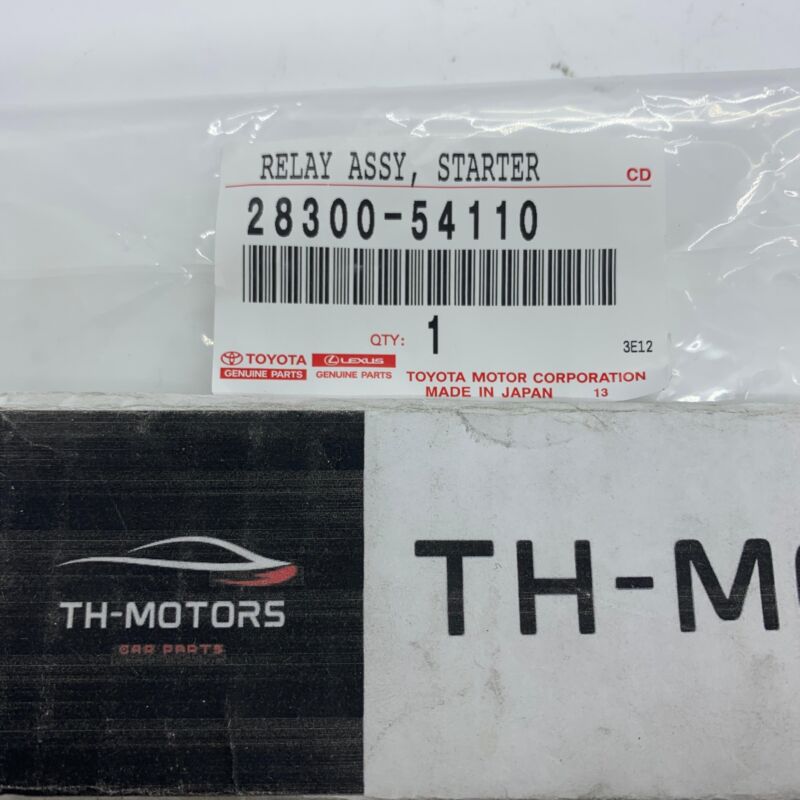 RELAY ASSY, STARTER
CD
28300-54110
QTY: 1
3E12
TOYOTA
GENUINE PARTS
LEXUS
GENUINE PARTS
TOYOTA MOTOR CORPORATION
MADE IN JAPAN 13
TH-MOTORS
CAR PARTS
TH-M